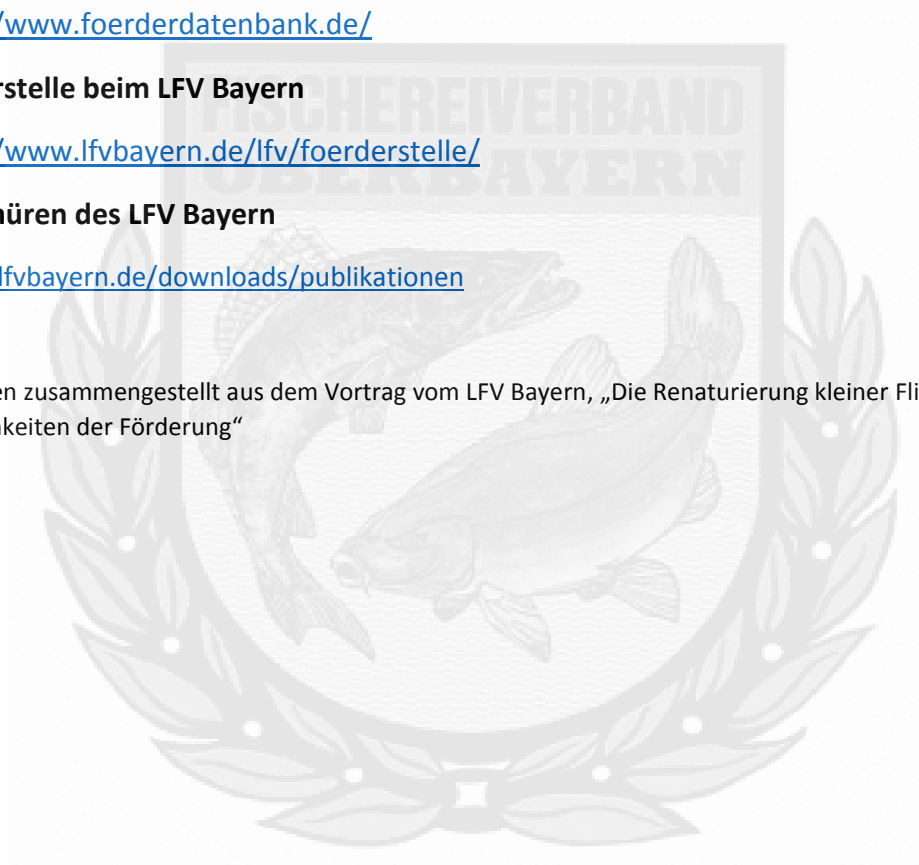 /www.foerderdatenbank.de/
rstelle beim LFV Bayern
FISCHEREIVERBAND
/www.lfvbayern.de/lfv/foerderstelle/
OBERBAYERN
üren des LFV Bayern
lfvbayern.de/downloads/publikationen
en zusammengestellt aus dem Vortrag vom LFV Bayern, „Die Renaturierung kleiner Fli
keiten der Förderung“